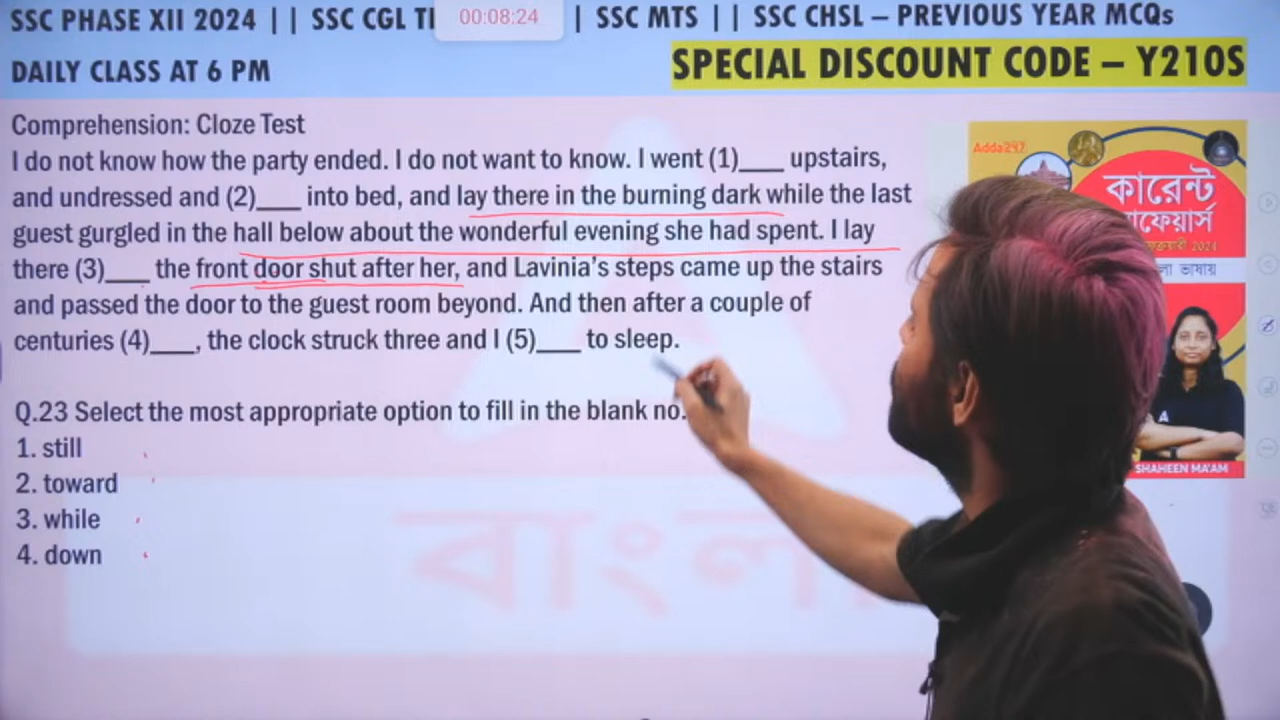 SSC PHASE XII 2024 || SSC CGL TI
00:08:24
| SSC MTS || SSC CHSL – PREVIOUS YEAR MCQs
DAILY CLASS AT 6 PM
SPECIAL DISCOUNT CODE – Y210S
Comprehension: Cloze Test
I do not know how the party ended. I do not want to know. I went (1)___ upstairs,
and undressed and (2)___ into bed, and lay there in the burning dark while the last
guest gurgled in the hall below about the wonderful evening she had spent. I lay
there (3)___ the front door shut after her, and Lavinia's steps came up the stairs
and passed the door to the guest room beyond. And then after a couple of
centuries (4)___, the clock struck three and I (5)___ to sleep.
Q.23 Select the most appropriate option to fill in the blank no.
1. still
2. toward
3. while
4. down
Adda247
কারেন্ট
2024
ভাষায়
A
SHAHEEN MA'AM
বাংলা